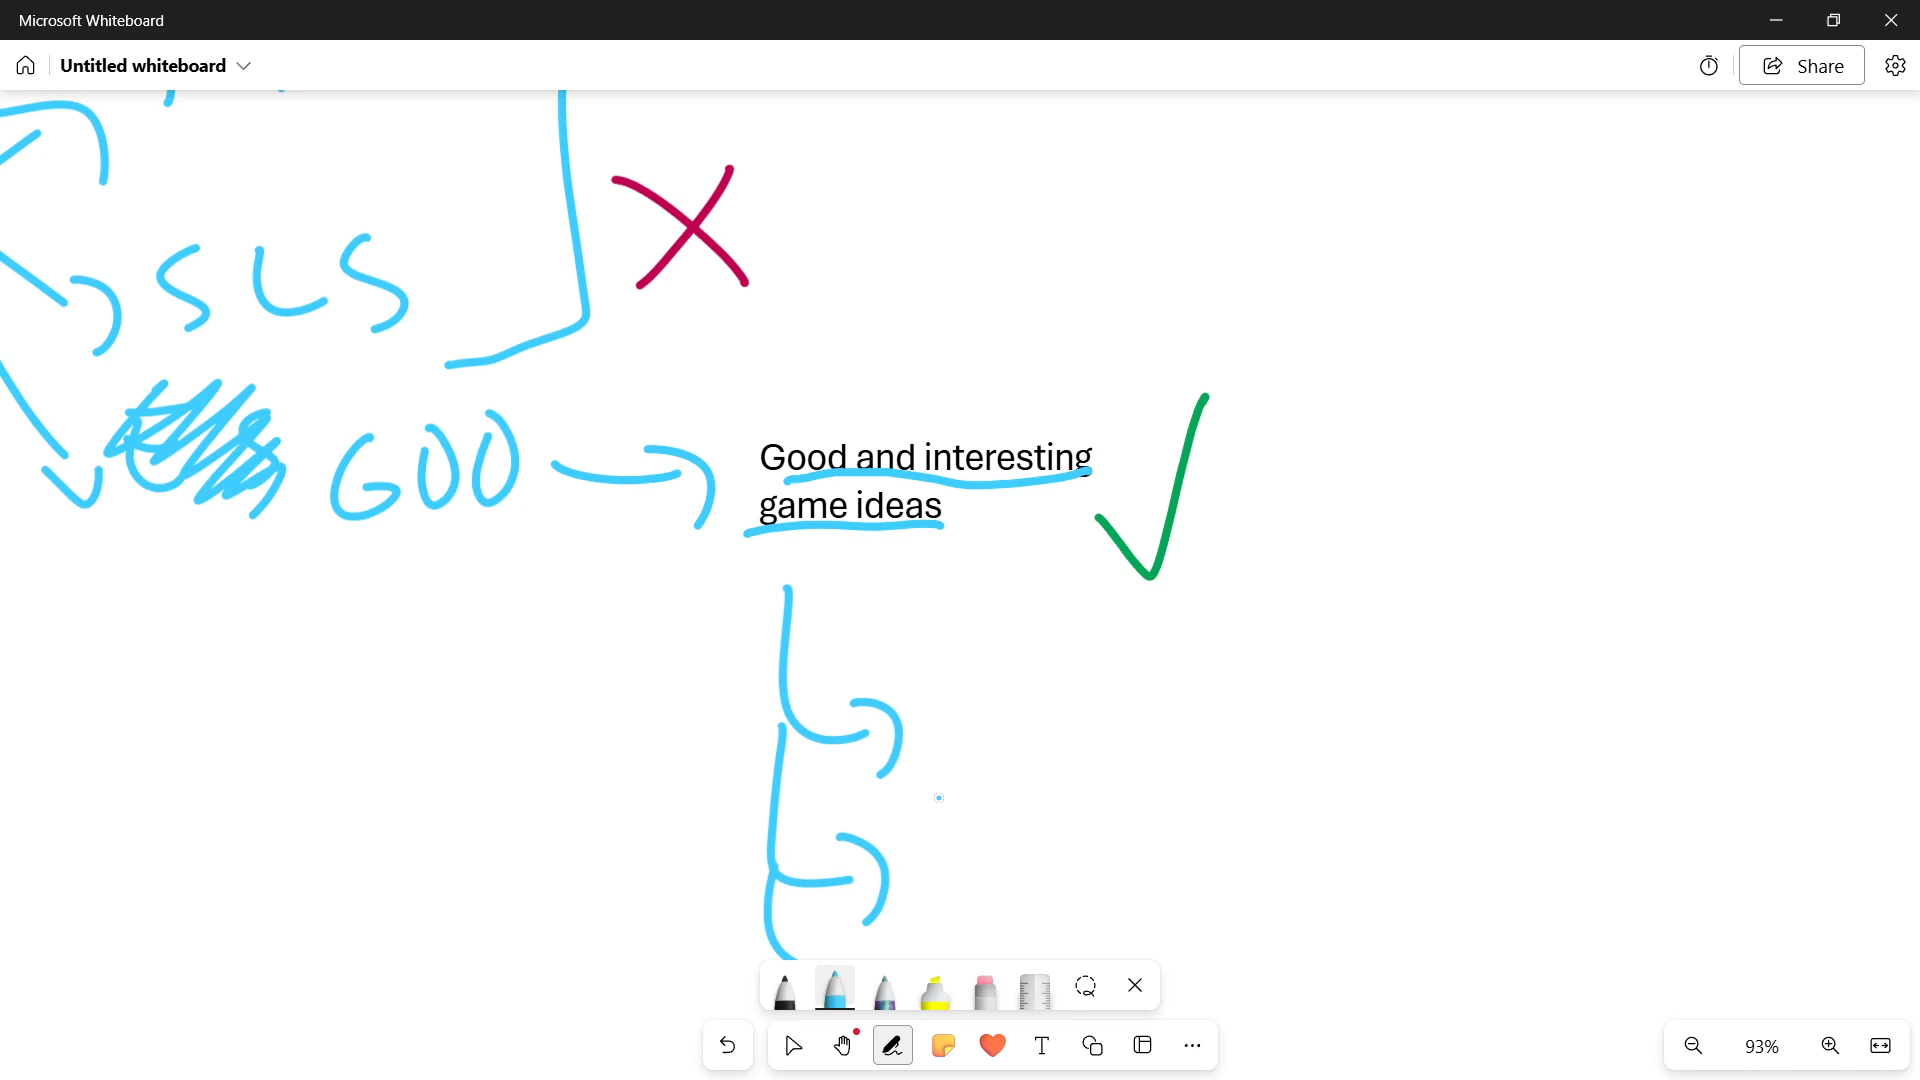 Microsoft Whiteboard
Untitled whiteboard
Share
SLS
GOO
Good and interesting
game ideas
93%